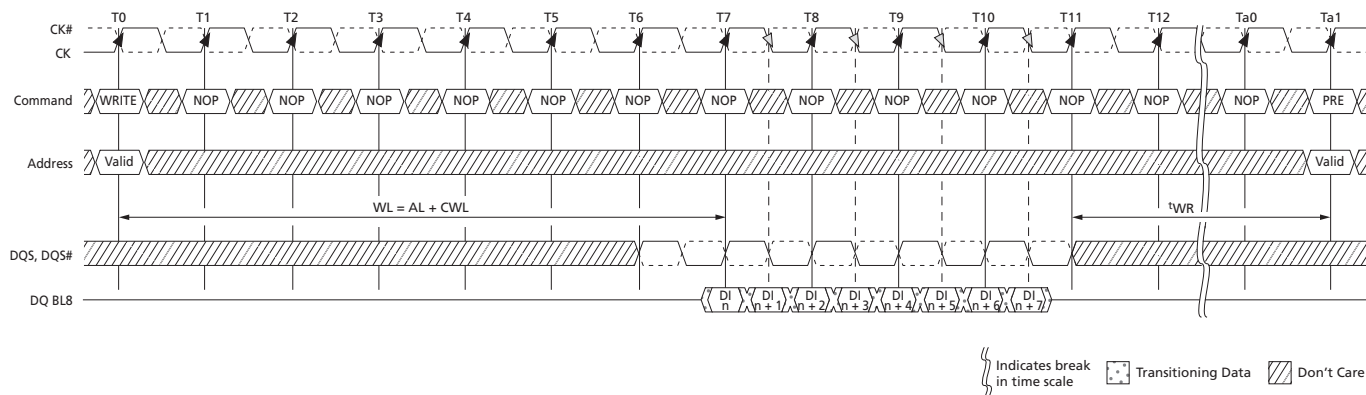 T0 T1 T2 T3 T4 T5 T6 T7 T8 T9 T10 T11 T12 Ta0 Ta1
CK#
CK
Command WRITE NOP NOP NOP NOP NOP NOP NOP NOP NOP NOP NOP NOP NOP PRE
Address Valid Valid
WL = AL + CWL tWR
DQS, DQS#
DQ BL8 DI n DI n + 1 DI n + 2 DI n + 3 DI n + 4 DI n + 5 DI n + 6 DI n + 7
Indicates break
in time scale
Transitioning Data
Don't Care